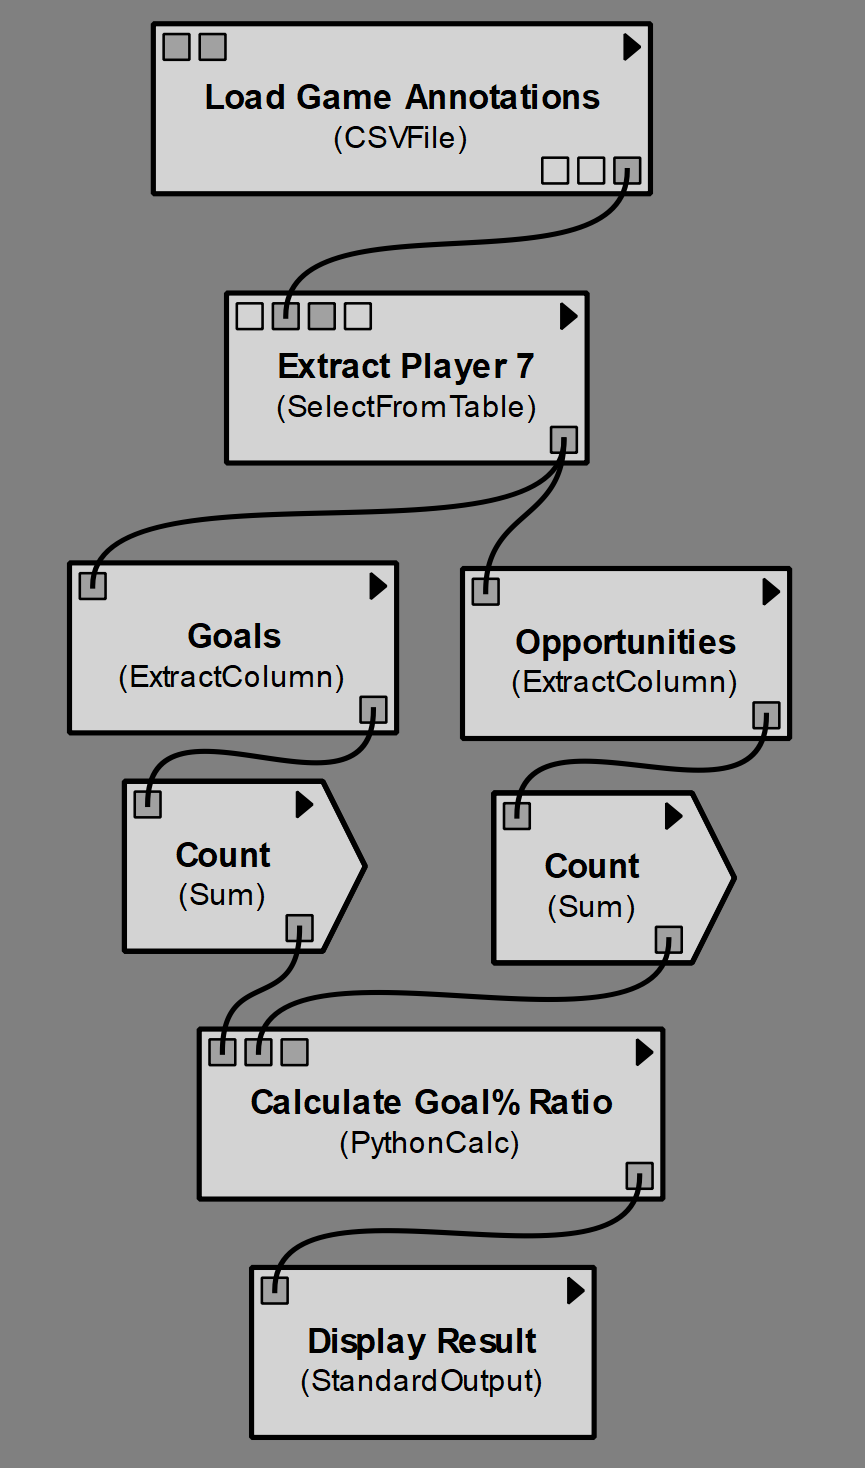 Load Game Annotations
(CSVFile)
Extract Player 7
(SelectFromTable)
Goals
(ExtractColumn)
Opportunities
(ExtractColumn)
Count
(Sum)
Count
(Sum)
Calculate Goal% Ratio
(PythonCalc)
Display Result
(StandardOutput)